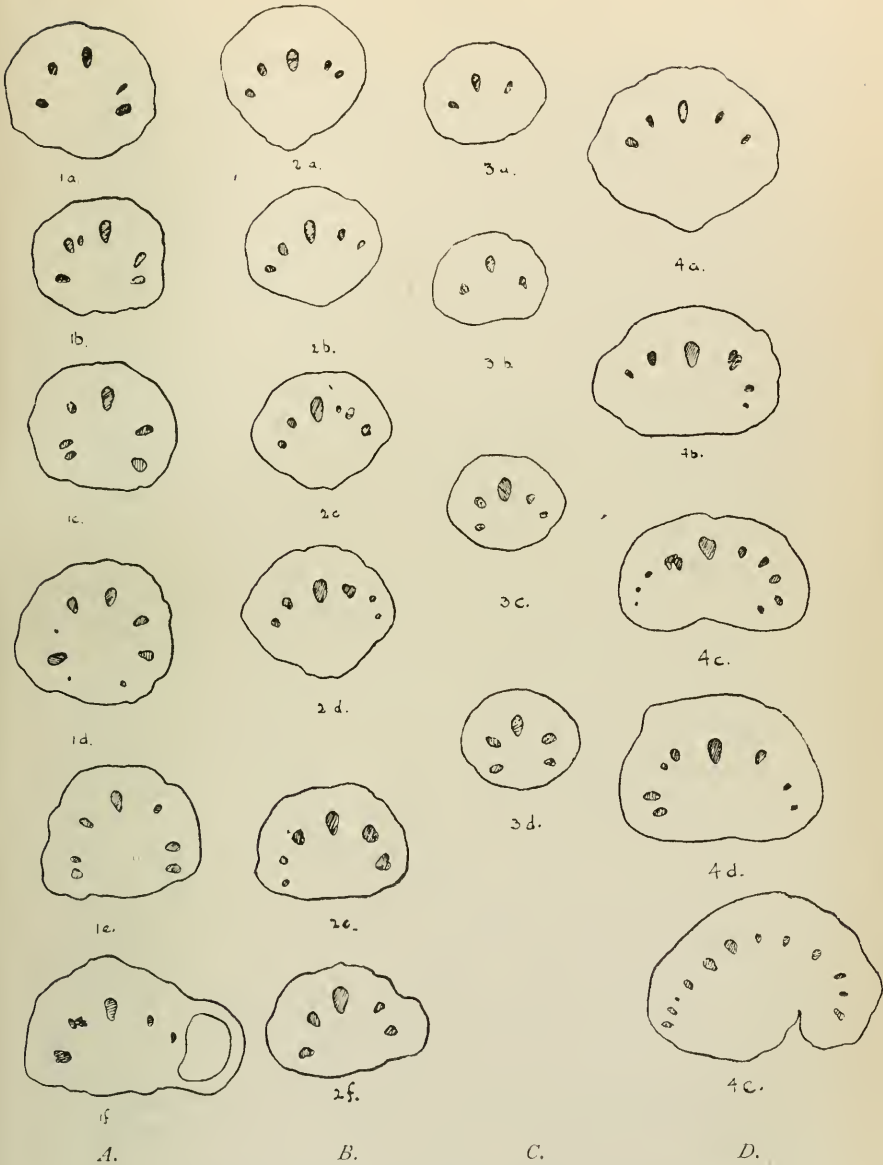 1a.
2a.
3a.
4a.
1b.
2b.
3b
4b.
1c.
2c
3c.
4c.
1d.
2d.
3d.
4d.
1e.
2e.
4e.
1f
2f.
A. B. C. D.